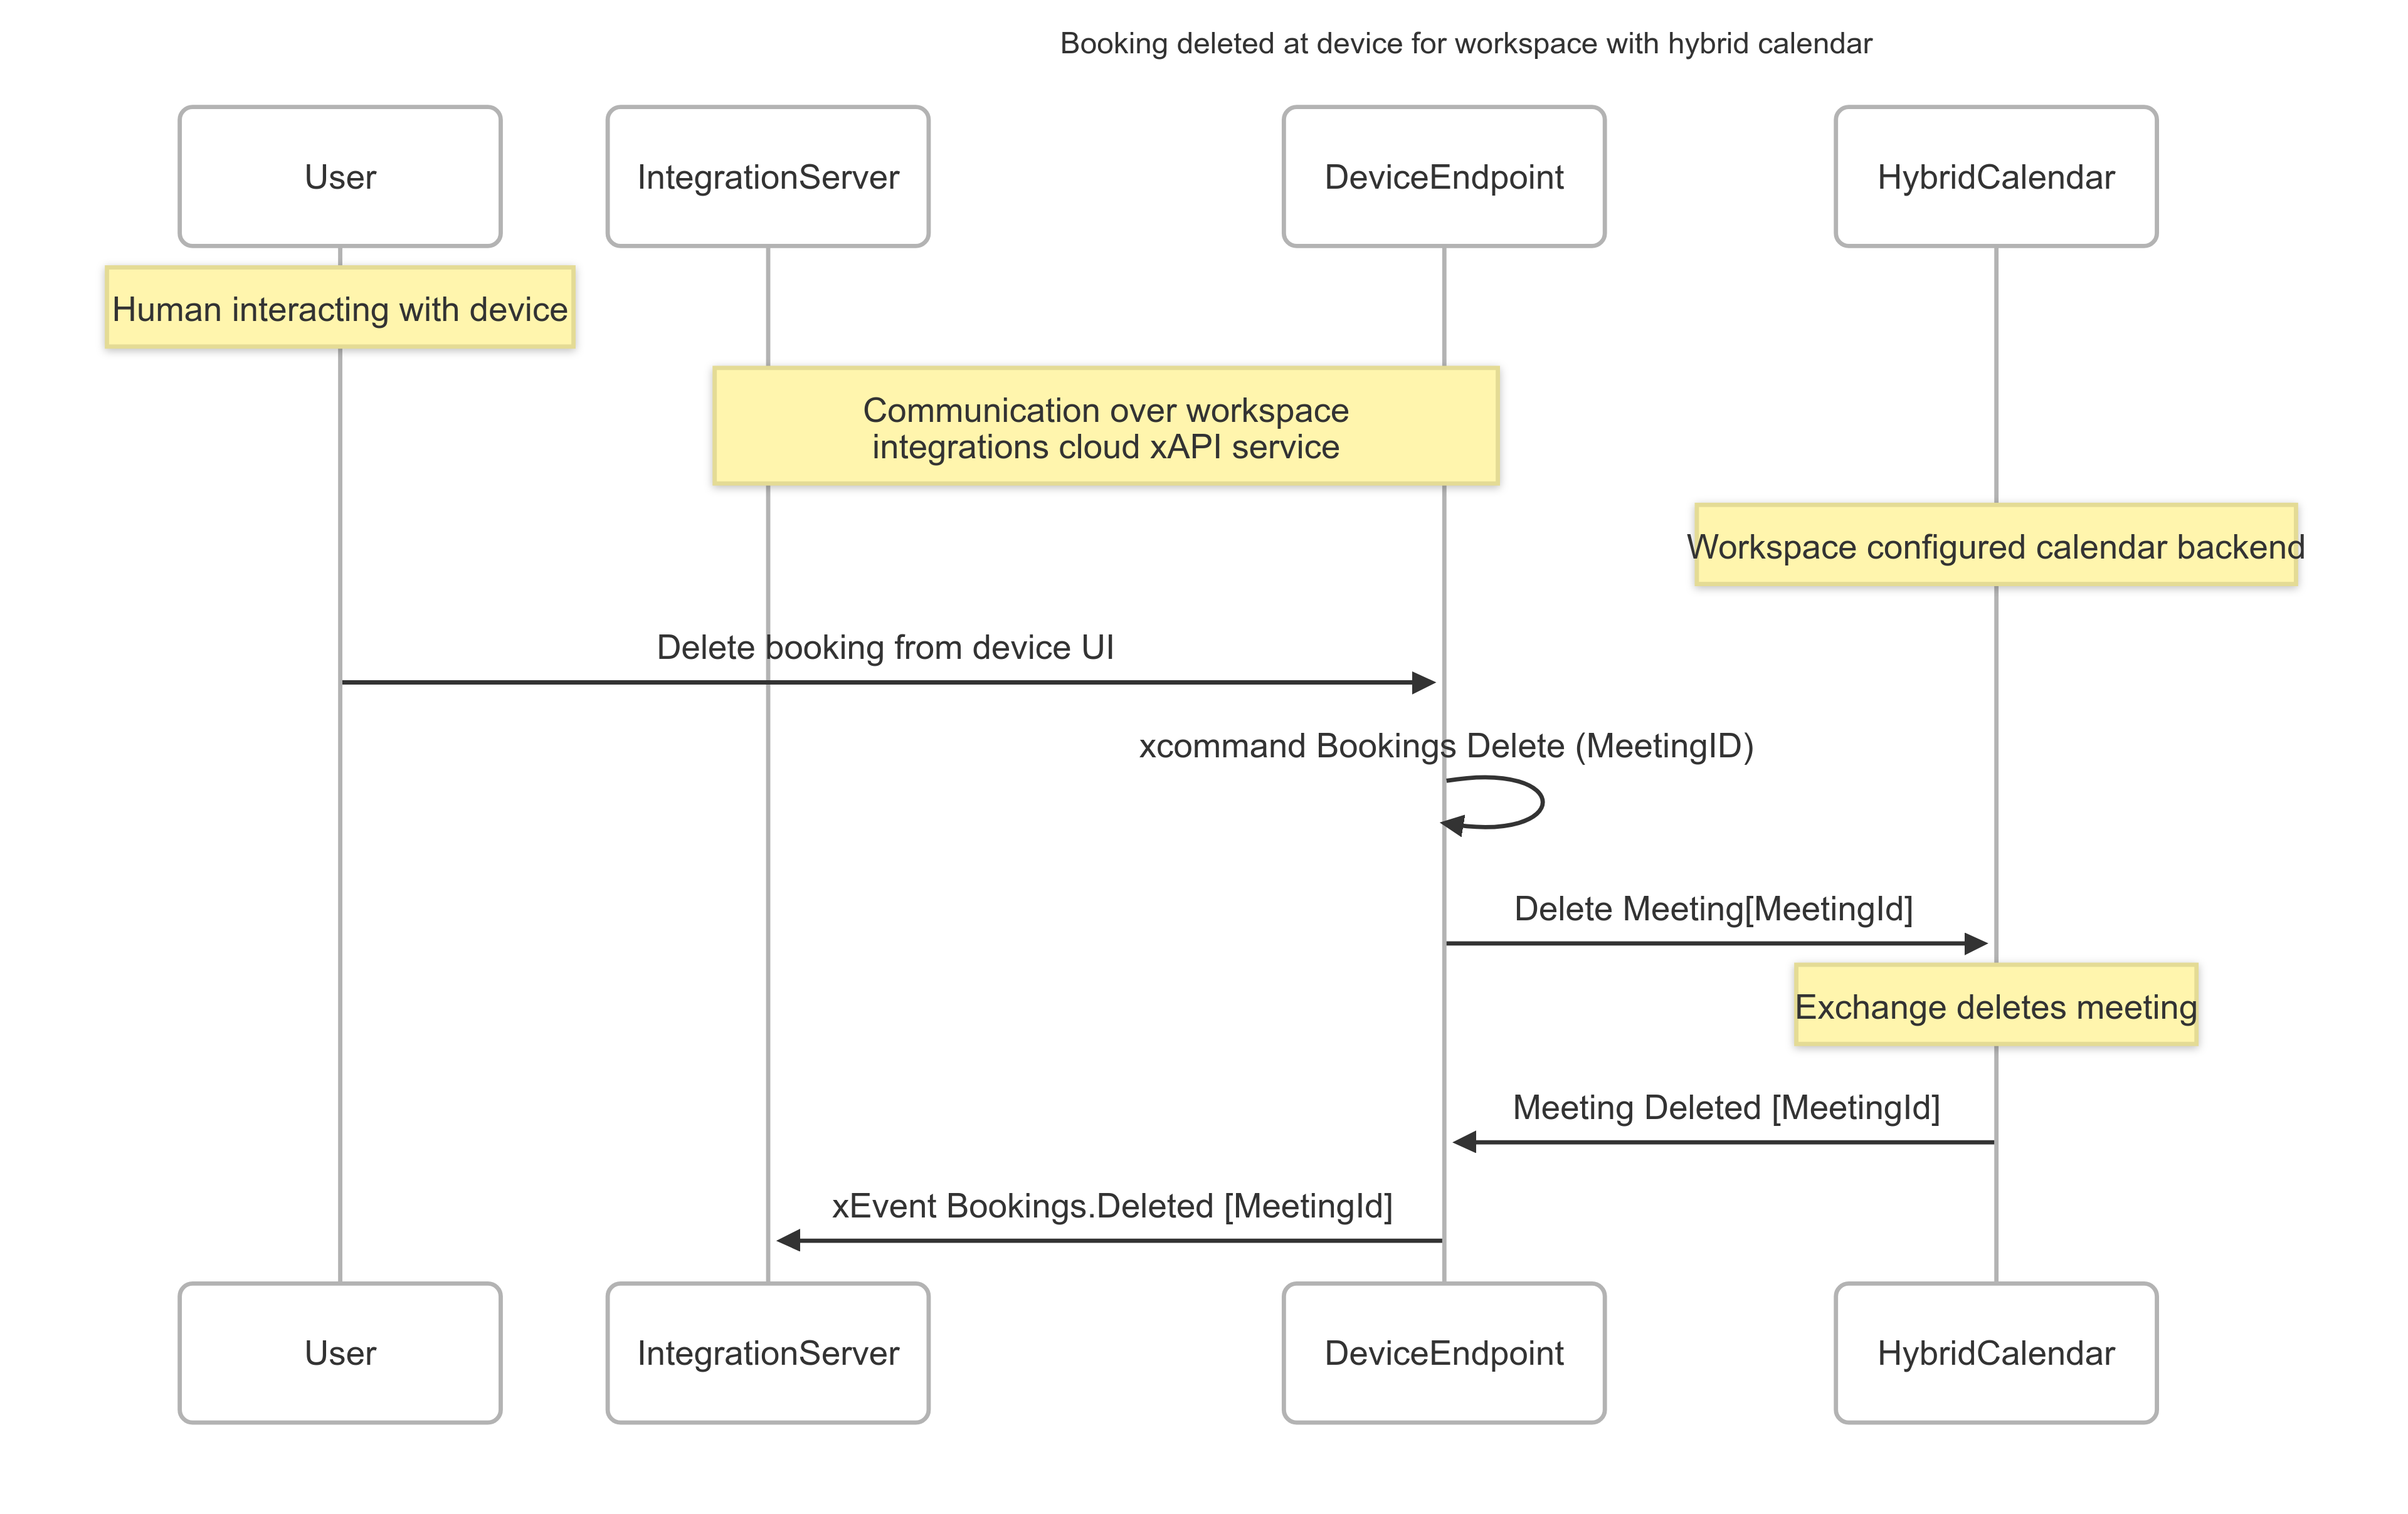 Booking deleted at device for workspace with hybrid calendar
User
IntegrationServer
DeviceEndpoint
HybridCalendar
Human interacting with device
Communication over workspace
integrations cloud xAPI service
Workspace configured calendar backend
Delete booking from device UI
xcommand Bookings Delete (MeetingID)
Delete Meeting[MeetingId]
Exchange deletes meeting
Meeting Deleted [MeetingId]
xEvent Bookings.Deleted [MeetingId]
User
IntegrationServer
DeviceEndpoint
HybridCalendar